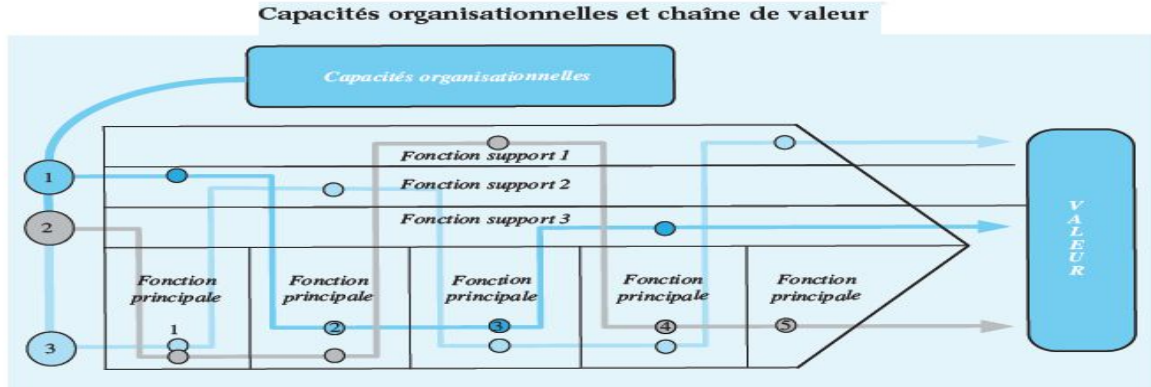 Capacités organisationnelles et chaîne de valeur
Capacités organisationnelles
Fonction support 1
1
Fonction support 2
2
Fonction support 3
VALEUR
Fonction
principale
1
Fonction
principale
2
Fonction
principale
3
Fonction
principale
4
Fonction
principale
5
3